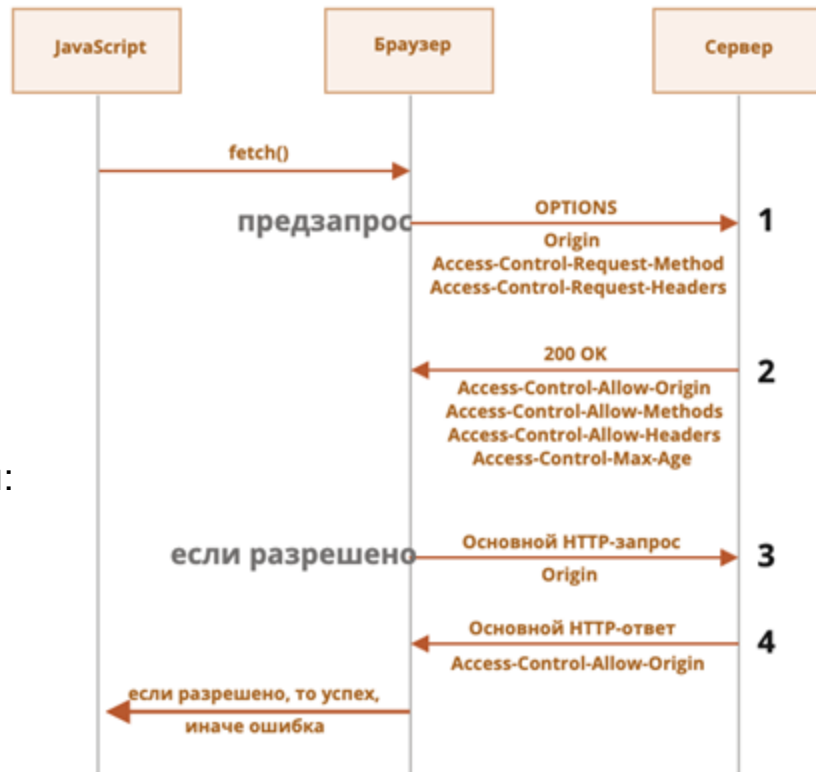 JavaScript
Браузер
Сервер
fetch()
предзапрос
OPTIONS
1
Origin
Access-Control-Request-Method
Access-Control-Request-Headers
200 OK
2
Access-Control-Allow-Origin
Access-Control-Allow-Methods
Access-Control-Allow-Headers
Access-Control-Max-Age
:
если разрешено
Основной HTTP-запрос
3
Origin
Основной HTTP-ответ
4
Access-Control-Allow-Origin
если разрешено, то успех,
иначе ошибка